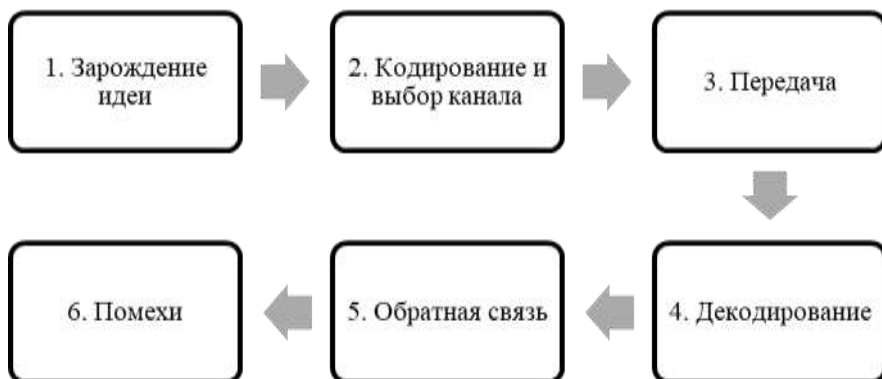 1. Зарождение
идеи
2. Кодирование и
выбор канала
3. Передача
4. Декодирование
5. Обратная связь
6. Помехи